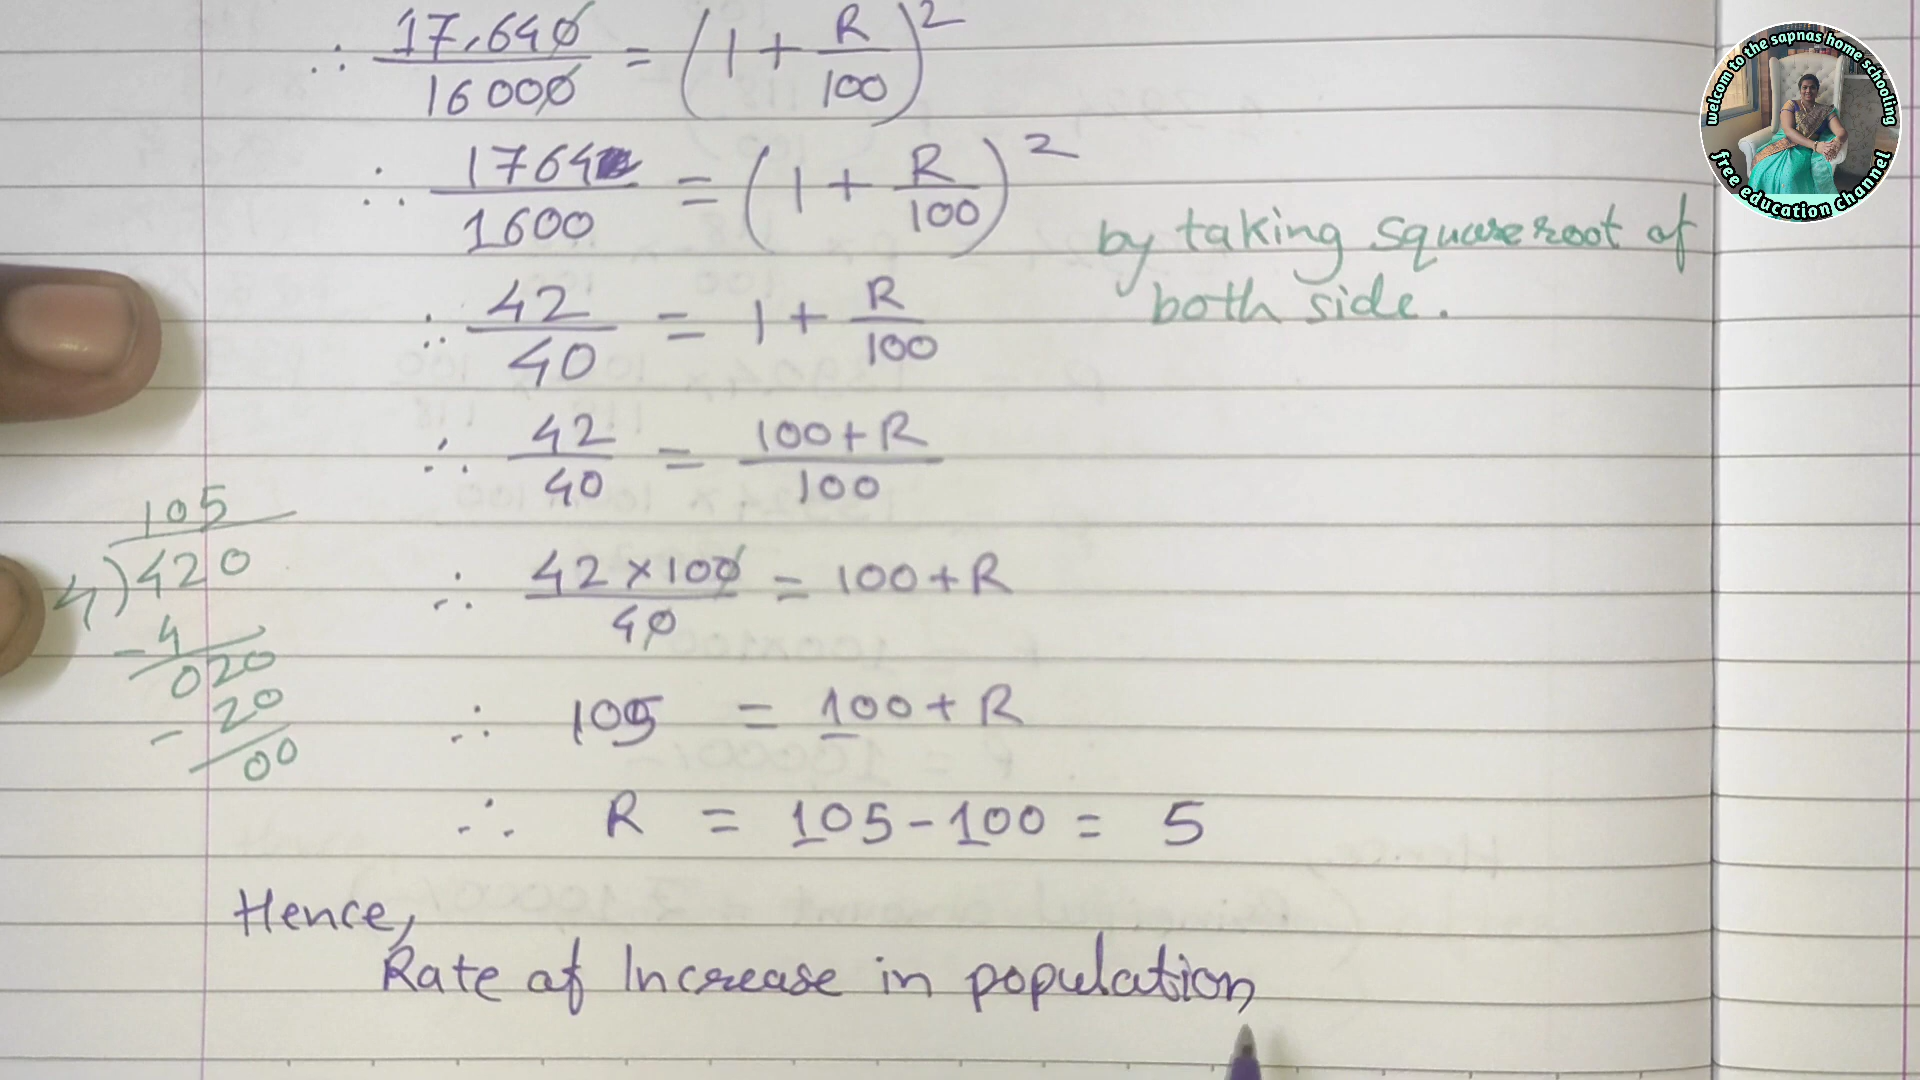 ∴ 17,640/16000 = (1 + R/100)²
∴ 1764/1600 = (1 + R/100)²
by taking square root of
both side.
∴ 42/40 = 1 + R/100
∴ 42/40 = 100+R/100
∴ 42×100/40 = 100+R
∴ 105 = 100+R
∴ R = 105-100 = 5
Hence,
Rate of Increase in population
105
4)420
-4
020
-20
00
welcom to the sapnas home schooling
free education channel